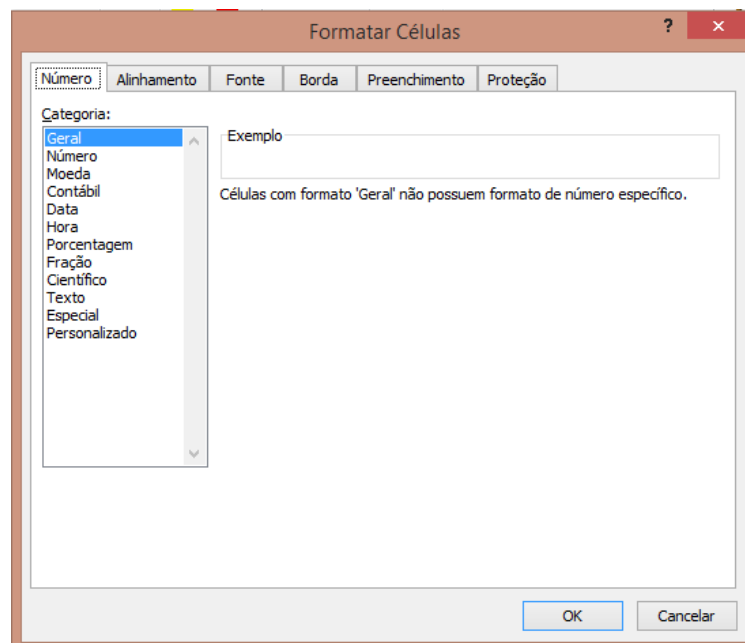 Formatar Células
?
Número Alinhamento Fonte Borda Preenchimento Proteção
Categoria:
Geral
Número
Moeda
Contábil
Data
Hora
Porcentagem
Fração
Científico
Texto
Especial
Personalizado
Exemplo
Células com formato 'Geral' não possuem formato de número específico.
OK Cancelar